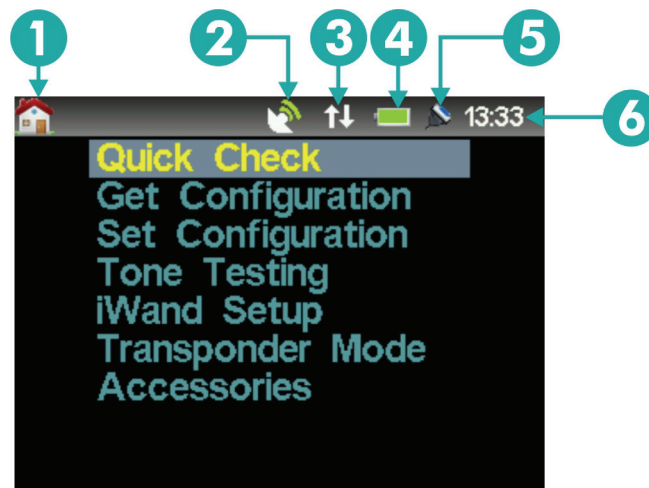 1 2 3 4 5
13:33 6
Quick Check
Get Configuration
Set Configuration
Tone Testing
iWand Setup
Transponder Mode
Accessories